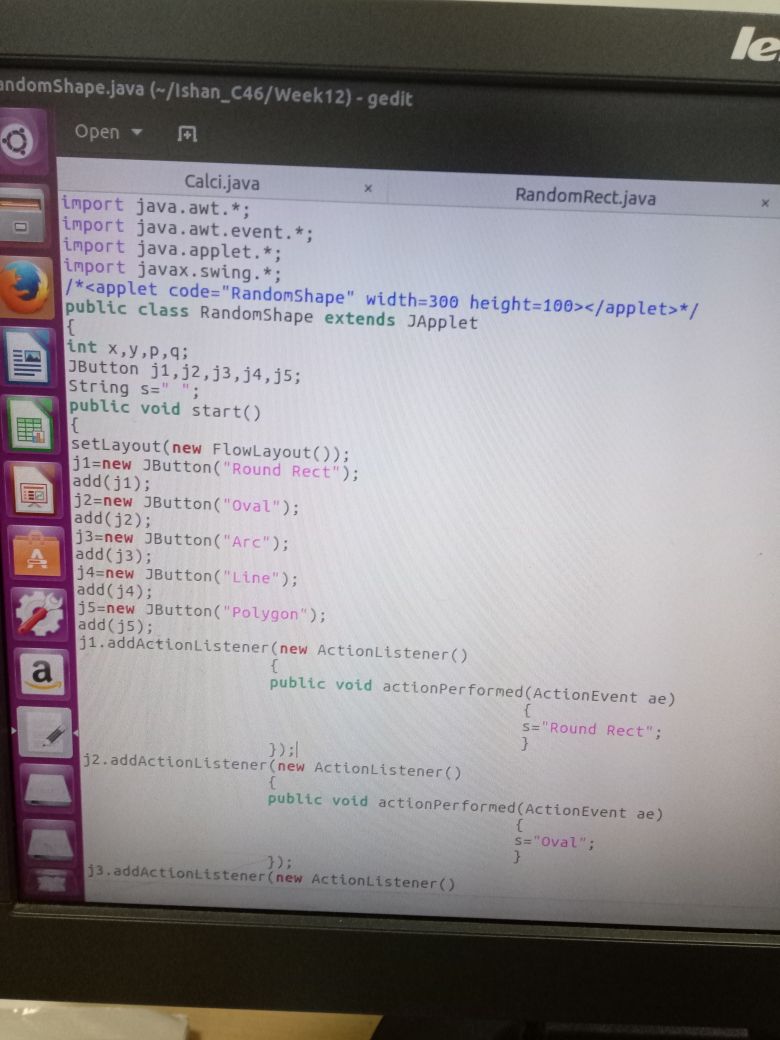 le
andomShape.java (~/Ishan_C46/Week12) - gedit
Open
Calci.java × RandomRect.java ×
import java.awt.*;
import java.awt.event.*;
import java.applet.*;
import javax.swing.*;
/*<applet code="RandomShape" width=300 height=100></applet>*/
public class RandomShape extends JApplet
{
int x,y,p,q;
JButton j1,j2,j3,j4,j5;
String s=" ";
public void start()
{
setLayout(new FlowLayout());
j1=new JButton("Round Rect");
add(j1);
j2=new JButton("Oval");
add(j2);
j3=new JButton("Arc");
add(j3);
j4=new JButton("Line");
add(j4);
j5=new JButton("Polygon");
add(j5);
j1.addActionListener(new ActionListener()
{
public void actionPerformed(ActionEvent ae)
{
s="Round Rect";
}
});
j2.addActionListener(new ActionListener()
{
public void actionPerformed(ActionEvent ae)
{
s="Oval";
}
});
j3.addActionListener(new ActionListener()